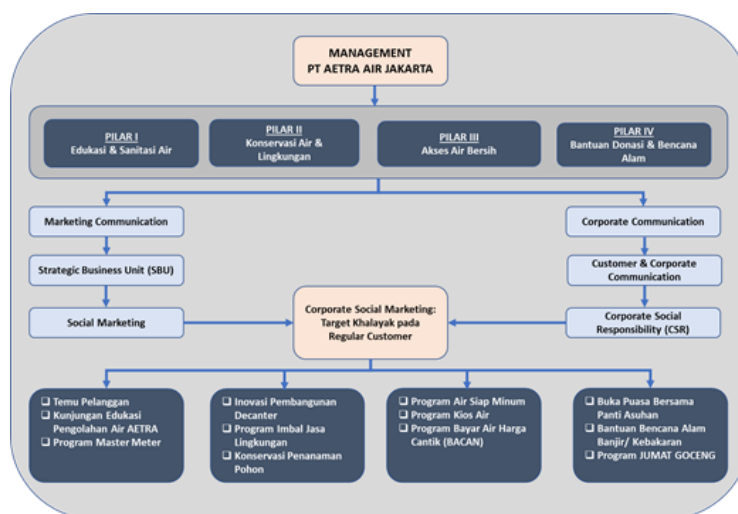 MANAGEMENT
PT AETRA AIR JAKARTA
PILAR I
Edukasi & Sanitasi Air
PILAR II
Konservasi Air &
Lingkungan
PILAR III
Akses Air Bersih
PILAR IV
Bantuan Donasi & Bencana
Alam
Marketing Communication
Corporate Communication
Strategic Business Unit (SBU)
Customer & Corporate
Communication
Social Marketing
Corporate Social Marketing:
Target Khalayak pada
Regular Customer
Corporate Social
Responsibility (CSR)
❑ Temu Pelanggan
❑ Kunjungan Edukasi
Pengolahan Air AETRA
❑ Program Master Meter
❑ Inovasi Pembangunan
Decanter
❑ Program Imbal Jasa
Lingkungan
❑ Konservasi Penanaman
Pohon
❑ Program Air Siap Minum
❑ Program Kios Air
❑ Program Bayar Air Harga
Cantik (BACAN)
❑ Buka Puasa Bersama
Panti Asuhan
❑ Bantuan Bencana Alam
Banjir/ Kebakaran
❑ Program JUMAT GOCENG